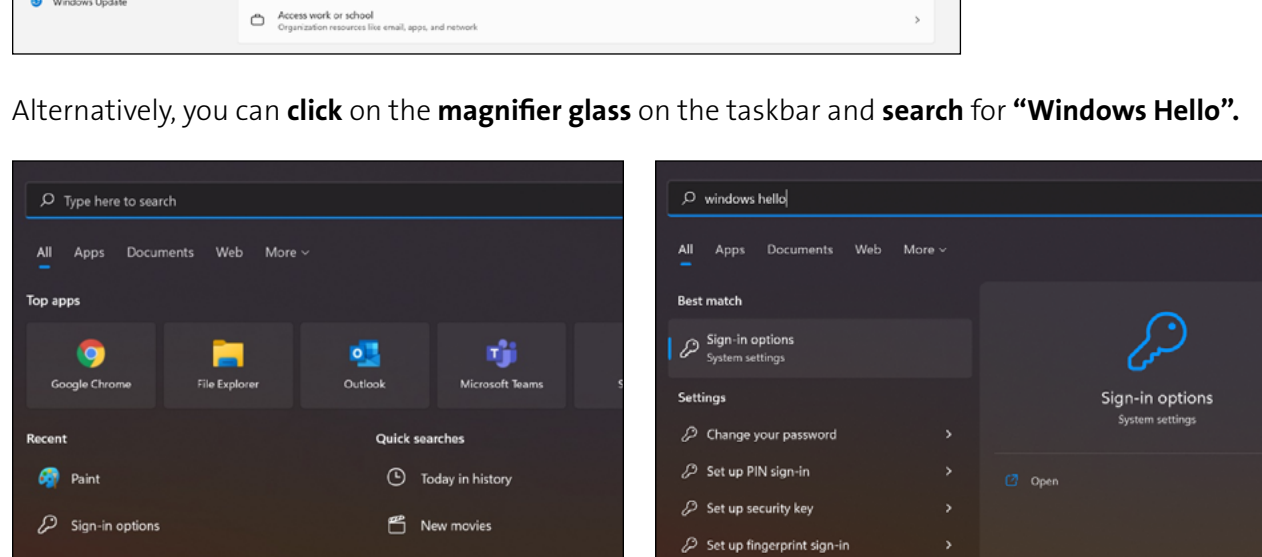 Windows Update
Access work or school
Organization resources like email, apps, and network
Alternatively, you can click on the magnifier glass on the taskbar and search for “Windows Hello”.
Type here to search
All Apps Documents Web More
Top apps
Google Chrome File Explorer Outlook Microsoft Teams S
Recent Quick searches
Paint Today in history
Sign-in options New movies
windows hello
All Apps Documents Web More
Best match
Sign-in options
System settings
Settings
Change your password
Set up PIN sign-in
Set up security key
Set up fingerprint sign-in
Sign-in options
System settings
Open